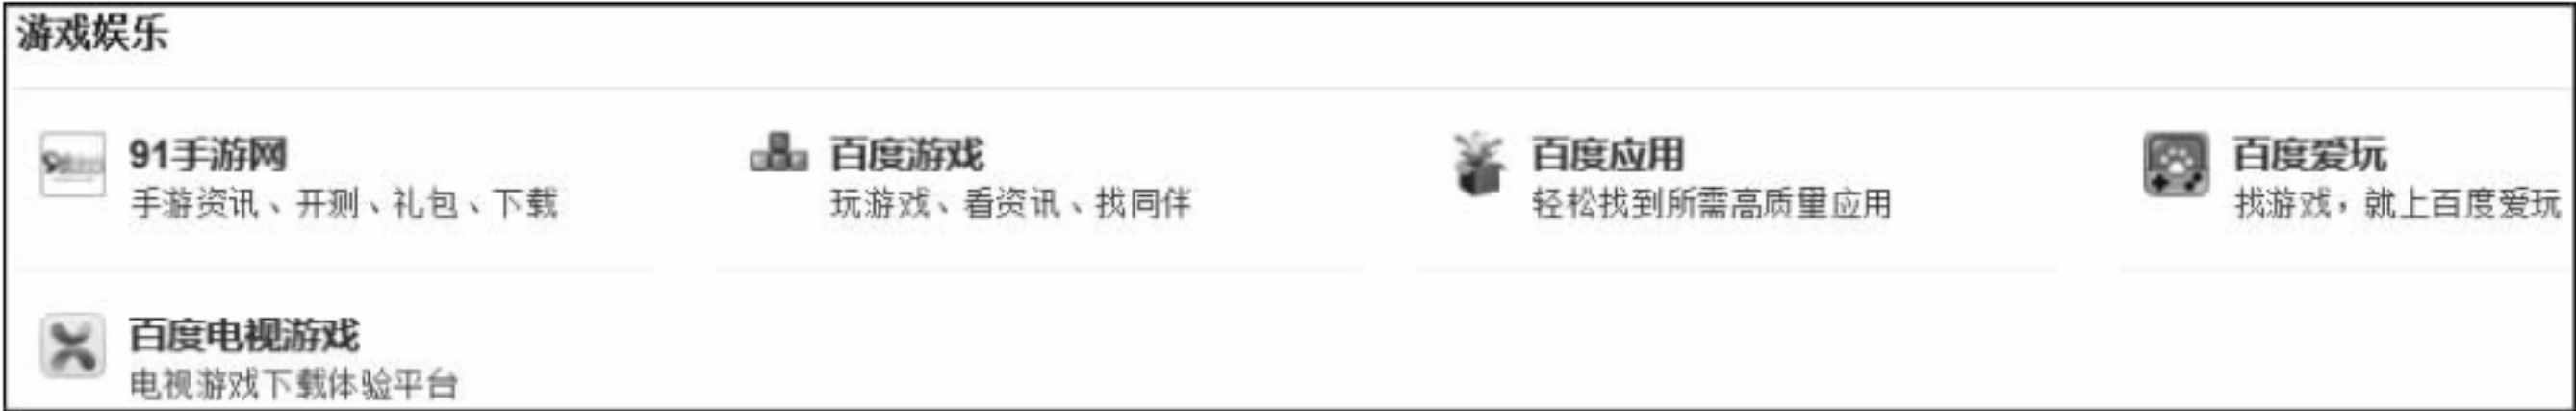 游戏娱乐
91手游网
手游资讯、开测、礼包、下载
百度游戏
玩游戏、看资讯、找同伴
百度应用
轻松找到所需高质量应用
百度爱玩
找游戏，就上百度爱玩
百度电视游戏
电视游戏下载体验平台